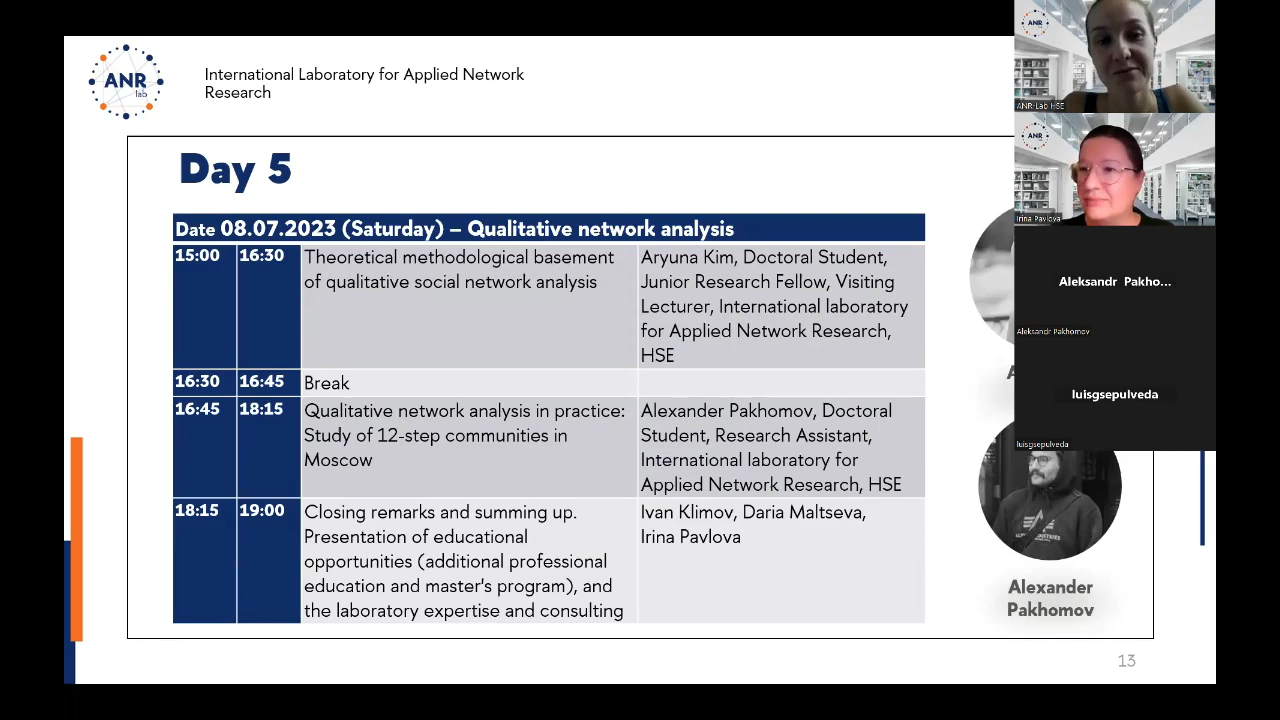 ANR
lab
International Laboratory for Applied Network
Research
Day 5
Date 08.07.2023 (Saturday) – Qualitative network analysis
15:00 16:30 Theoretical methodological basement
of qualitative social network analysis
Aryuna Kim, Doctoral Student,
Junior Research Fellow, Visiting
Lecturer, International laboratory
for Applied Network Research,
HSE
16:30 16:45 Break
16:45 18:15 Qualitative network analysis in practice:
Study of 12-step communities in
Moscow
Alexander Pakhomov, Doctoral
Student, Research Assistant,
International laboratory for
Applied Network Research, HSE
18:15 19:00 Closing remarks and summing up.
Presentation of educational
opportunities (additional professional
education and master's program), and
the laboratory expertise and consulting
Ivan Klimov, Daria Maltseva,
Irina Pavlova
Alexander
Pakhomov
13
ANR
ANR-Lab HSE
ANR
Irina Pavlova
Aleksandr Pakho...
Aleksandr Pakhomov
luisgsepulveda
luisgsepulveda